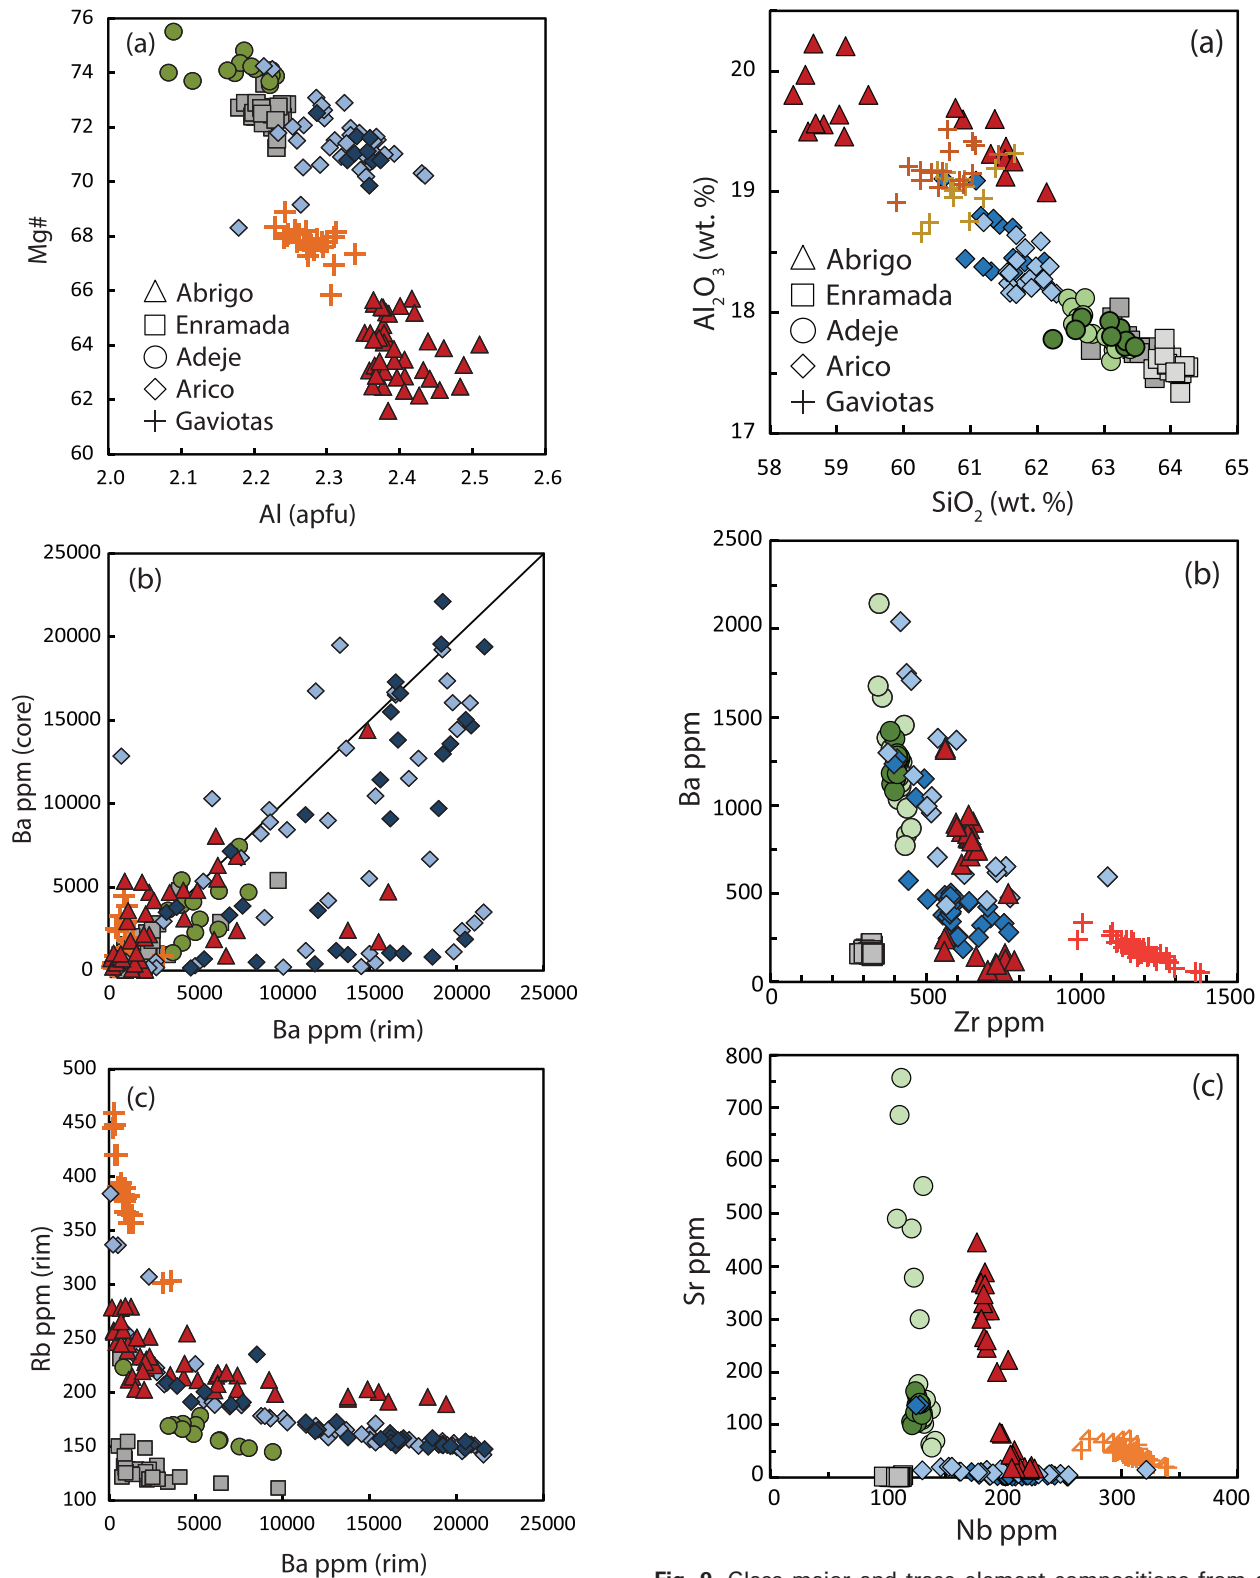 76
74
72
70
68
66
64
62
60
Mg#
(a)
Abrigo
Enramada
Adeje
Arico
Gaviotas
2.0 2.1 2.2 2.3 2.4 2.5 2.6
Al (apfu)
25000
20000
15000
10000
5000
0
Ba ppm (core)
(b)
0 5000 10000 15000 20000 25000
Ba ppm (rim)
500
450
400
350
300
250
200
150
100
Rb ppm (rim)
(c)
0 5000 10000 15000 20000 25000
Ba ppm (rim)
20
19
18
17
Al2O3 (wt. %)
(a)
Abrigo
Enramada
Adeje
Arico
Gaviotas
58 59 60 61 62 63 64 65
SiO2 (wt. %)
2500
2000
1500
1000
500
0
Ba ppm
(b)
0 500 1000 1500
Zr ppm
800
700
600
500
400
300
200
100
0
Sr ppm
(c)
0 100 200 300 400
Nb ppm